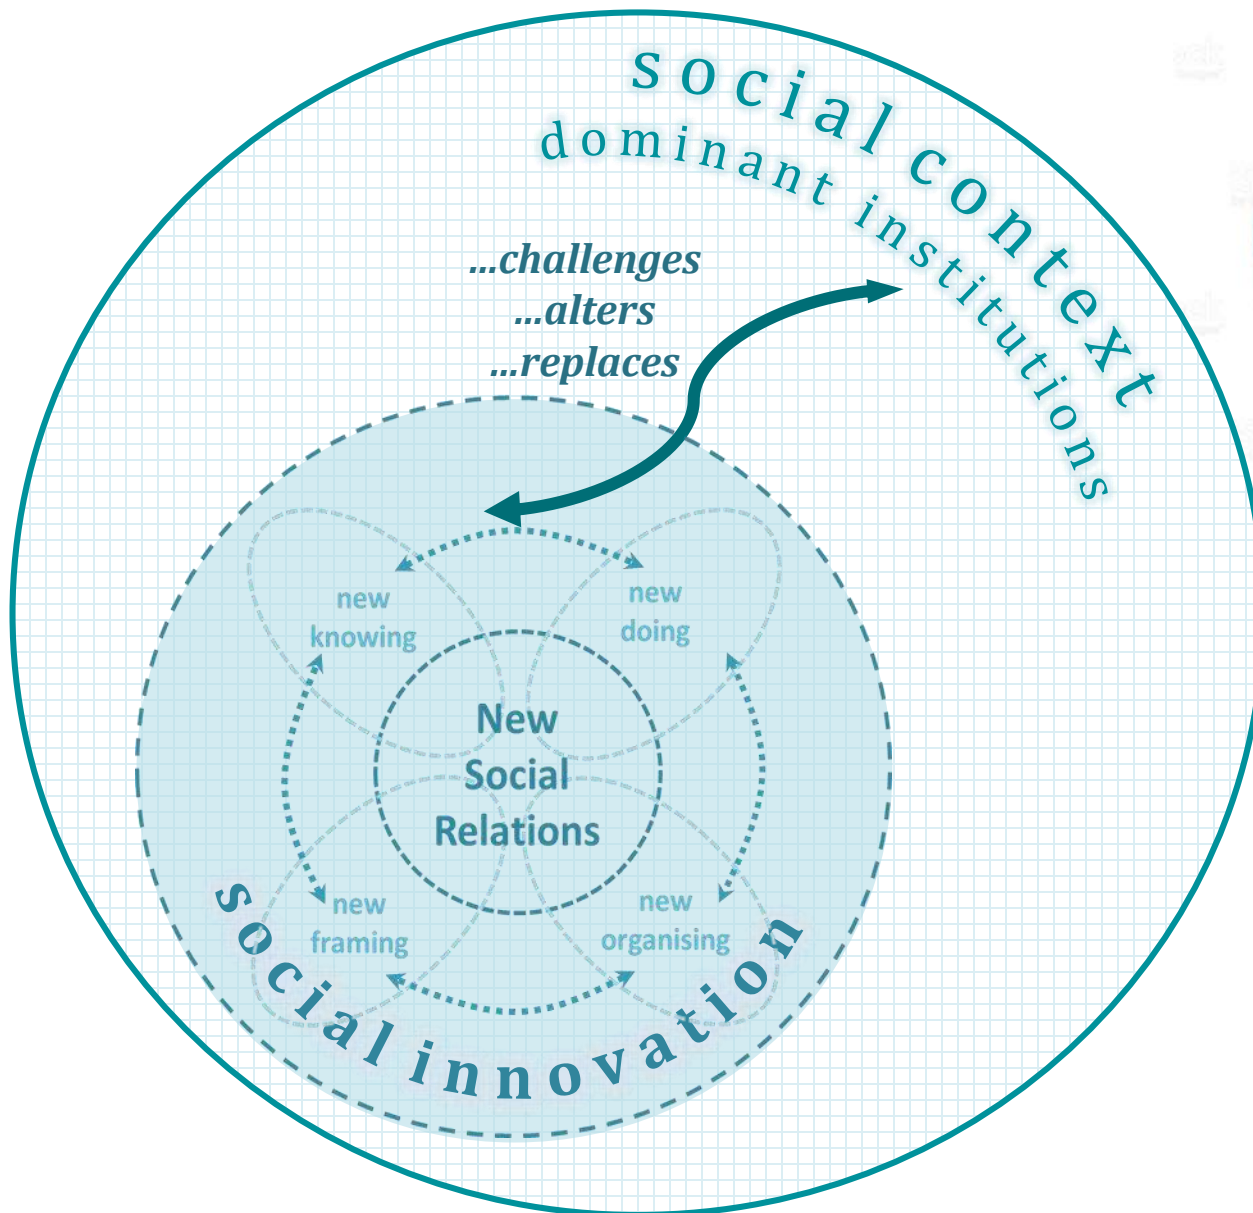 social context
dominant institutions
...challenges
...alters
...replaces
new
knowing
new
doing
New
Social
Relations
new
framing
new
organising
social innovation